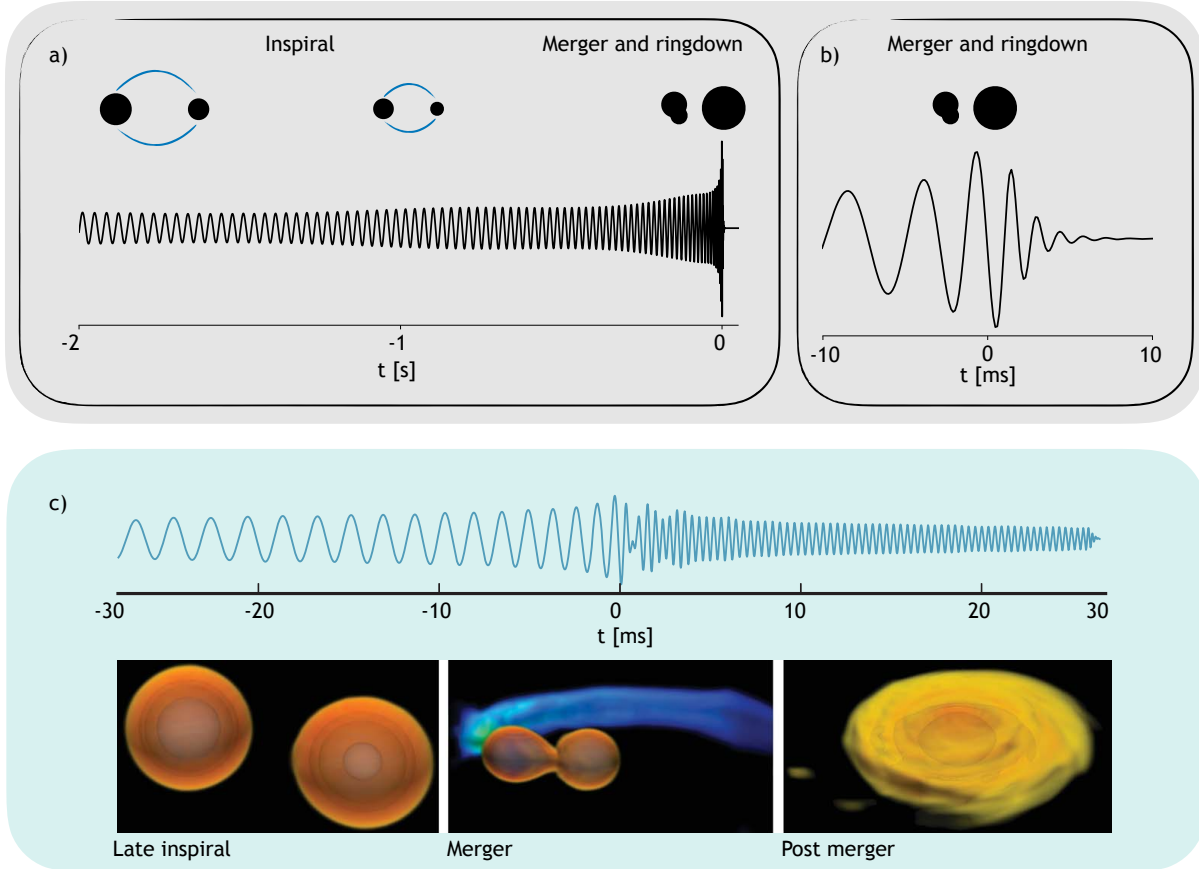 a)
Inspiral
Merger and ringdown
-2
-1
0
t [s]
b)
Merger and ringdown
-10
0
10
t [ms]
c)
-30
-20
-10
0
10
20
30
t [ms]
Late inspiral
Merger
Post merger